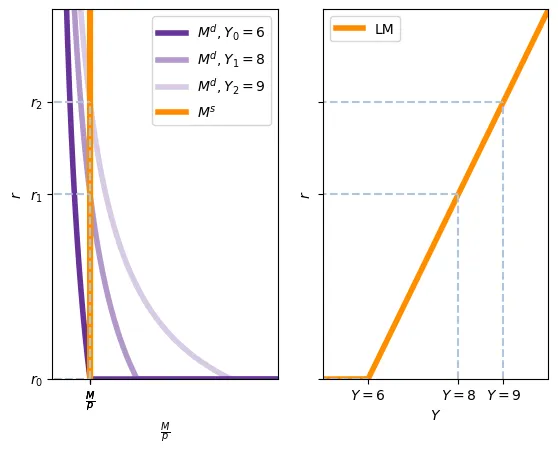 M^d, Y_0 = 6
M^d, Y_1 = 8
M^d, Y_2 = 9
M^s
r_2
r_1
r_0
r
M/p
M/p
LM
r
Y = 6
Y = 8
Y = 9
Y